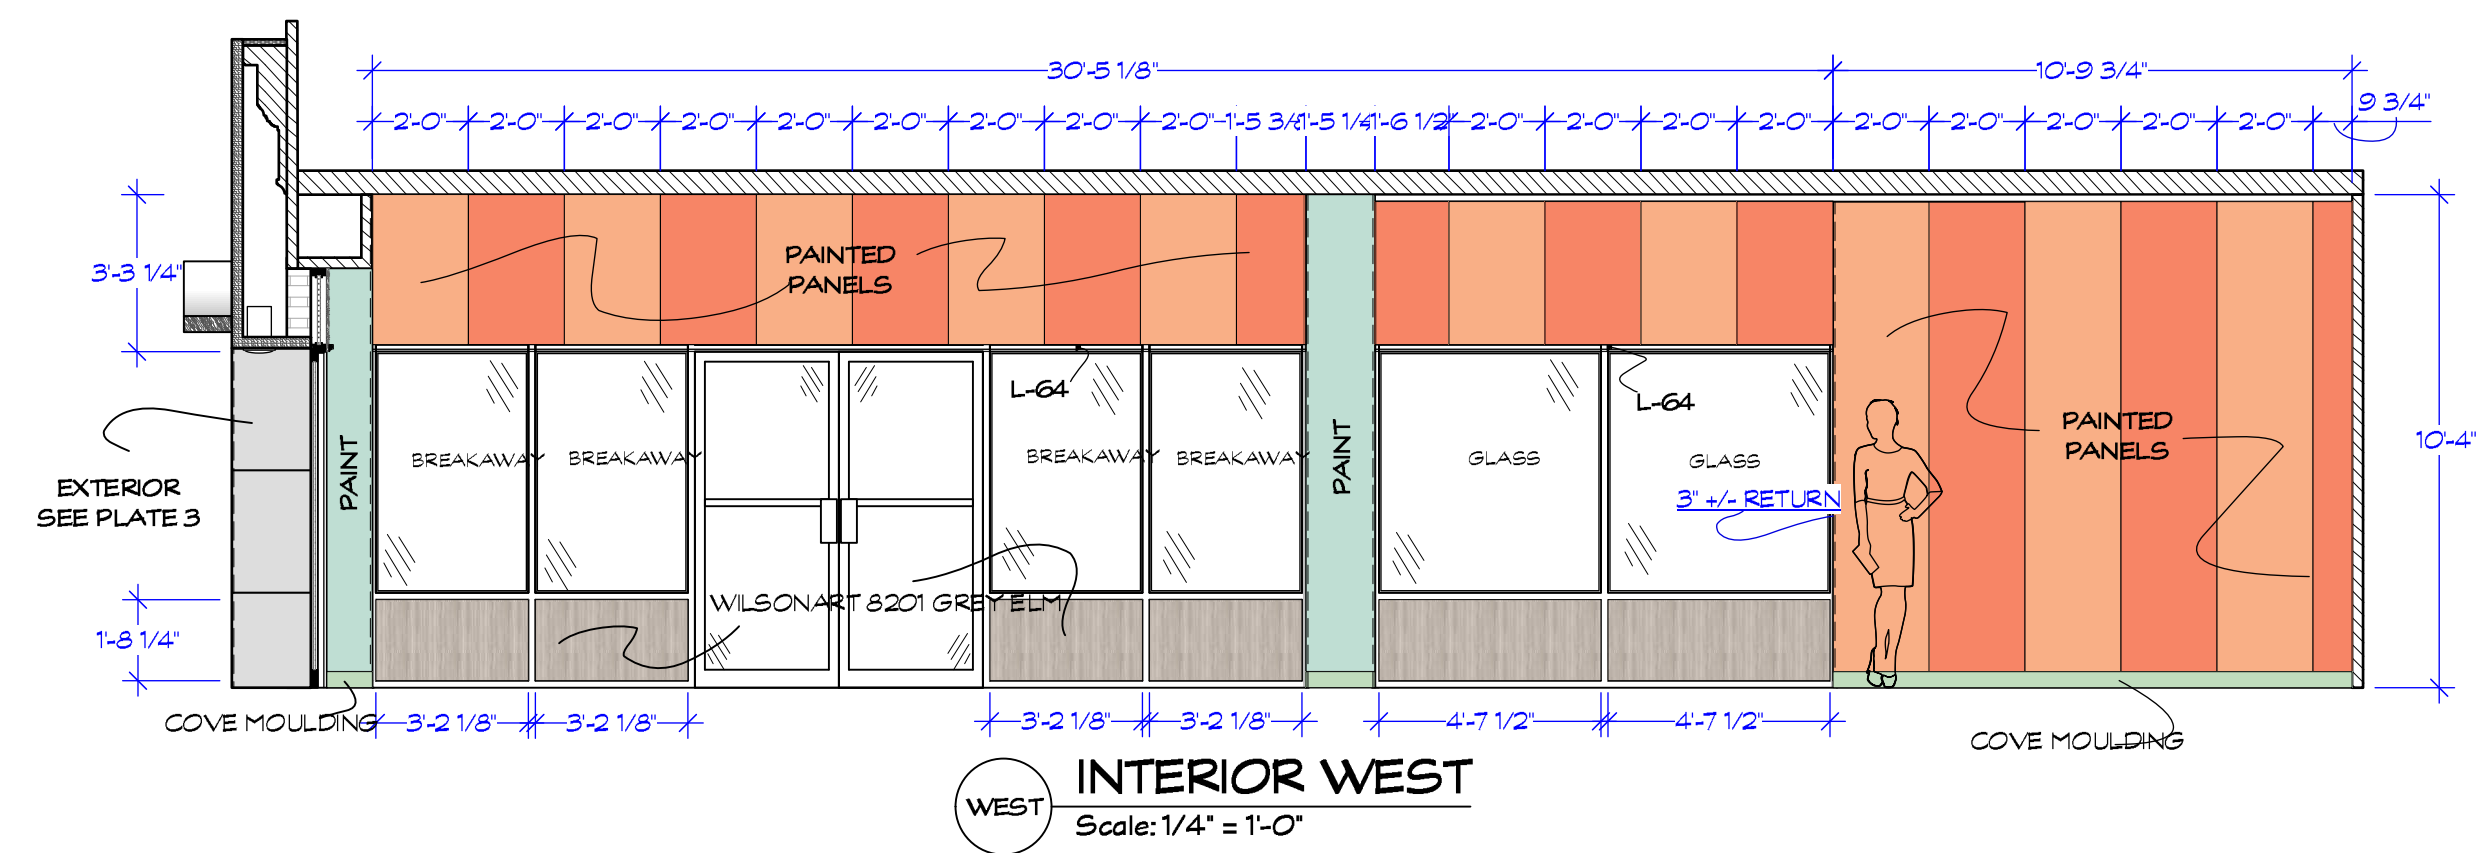 30'-5 1/8"
10'-9 3/4"
9 3/4"
2'-0" 2'-0" 2'-0" 2'-0" 2'-0" 2'-0" 2'-0" 2'-0" 2'-0" 1'-5 3/4" 1'-5 1/4" 1'-6 1/2" 2'-0" 2'-0" 2'-0" 2'-0" 2'-0" 2'-0" 2'-0" 2'-0" 2'-0"
3'-3 1/4"
PAINTED
PANELS
L-64
L-64
PAINT
PAINT
BREAKAWAY
BREAKAWAY
BREAKAWAY
BREAKAWAY
GLASS
GLASS
3" +/- RETURN
PAINTED
PANELS
10'-4"
EXTERIOR
SEE PLATE 3
WILSONART 8201 GREY ELM
1'-8 1/4"
COVE MOULDING
3'-2 1/8" 3'-2 1/8" 3'-2 1/8" 3'-2 1/8" 4'-7 1/2" 4'-7 1/2"
COVE MOULDING
WEST
INTERIOR WEST
Scale: 1/4" = 1'-0"